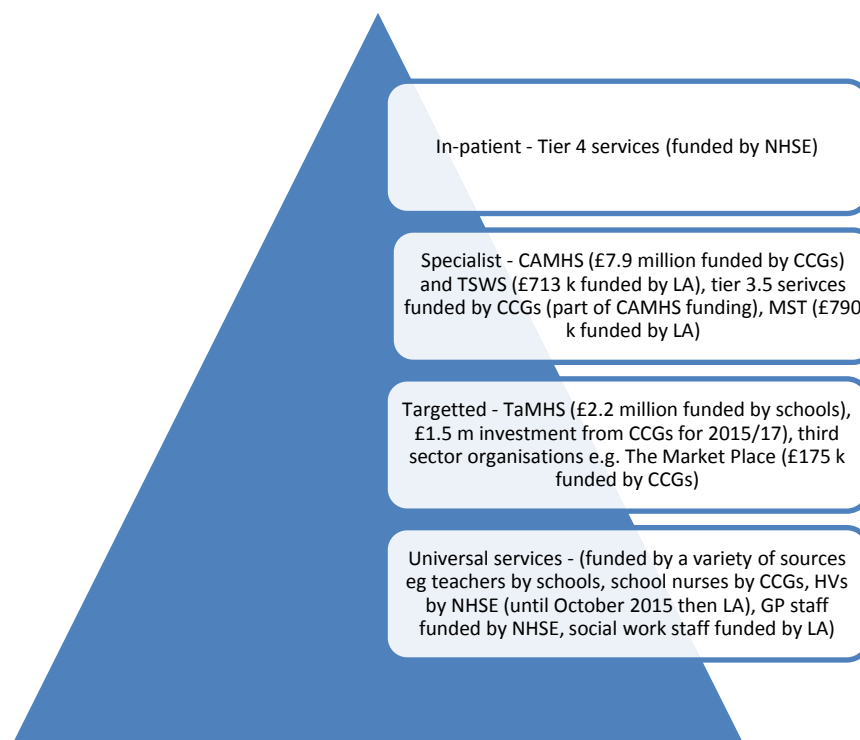 In-patient - Tier 4 services (funded by NHSE)
Specialist - CAMHS (£7.9 million funded by CCGs)
and TSWS (£713 k funded by LA), tier 3.5 serivces
funded by CCGs (part of CAMHS funding), MST (£790
k funded by LA)
Targetted - TaMHS (£2.2 million funded by schools),
£1.5 m investment from CCGs for 2015/17), third
sector organisations e.g. The Market Place (£175 k
funded by CCGs)
Universal services - (funded by a variety of sources
eg teachers by schools, school nurses by CCGs, HVs
by NHSE (until October 2015 then LA), GP staff
funded by NHSE, social work staff funded by LA)